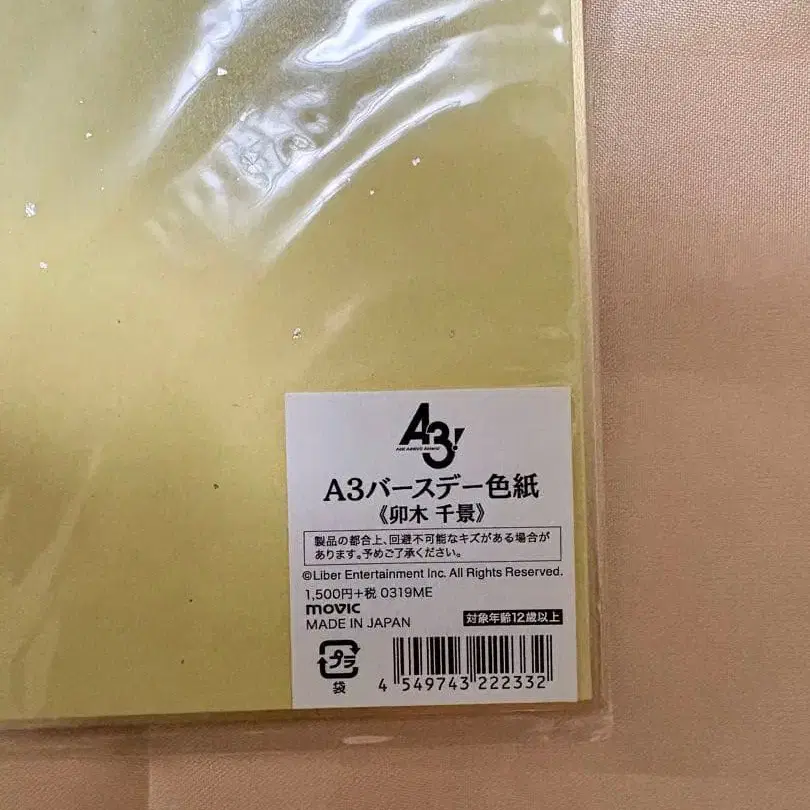 A3!
A3バースデー色紙
《卯木 千景》
製品の都合上、回避不可能なキズがある場合が
あります。予めご了承ください。
©Liber Entertainment Inc. All Rights Reserved.
1,500円+税 0319ME
movic
MADE IN JAPAN
対象年齢12歳以上
プラ
袋
4 549743 222332